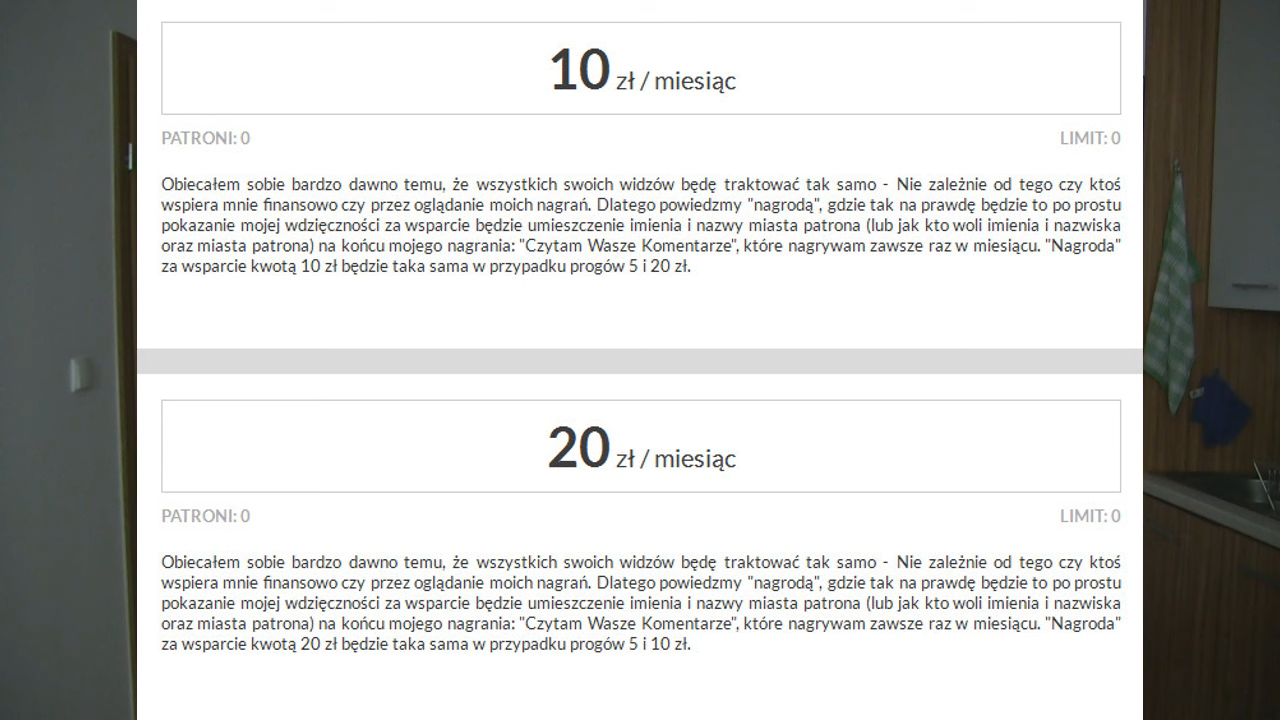 10 zł / miesiąc
PATRONI: 0
LIMIT: 0
Obiecałem sobie bardzo dawno temu, że wszystkich swoich widzów będę traktować tak samo - Nie zależnie od tego czy ktoś
wspiera mnie finansowo czy przez oglądanie moich nagrań. Dlatego powiedzmy "nagrodą", gdzie tak na prawdę będzie to po prostu
pokazanie mojej wdzięczności za wsparcie będzie umieszczenie imienia i nazwy miasta patrona (lub jak kto woli imienia i nazwiska
oraz miasta patrona) na końcu mojego nagrania: "Czytam Wasze Komentarze", które nagrywam zawsze raz w miesiącu. "Nagroda"
za wsparcie kwotą 10 zł będzie taka sama w przypadku progów 5 i 20 zł.
20 zł / miesiąc
PATRONI: 0
LIMIT: 0
Obiecałem sobie bardzo dawno temu, że wszystkich swoich widzów będę traktować tak samo - Nie zależnie od tego czy ktoś
wspiera mnie finansowo czy przez oglądanie moich nagrań. Dlatego powiedzmy "nagrodą", gdzie tak na prawdę będzie to po prostu
pokazanie mojej wdzięczności za wsparcie będzie umieszczenie imienia i nazwy miasta patrona (lub jak kto woli imienia i nazwiska
oraz miasta patrona) na końcu mojego nagrania: "Czytam Wasze Komentarze", które nagrywam zawsze raz w miesiącu. "Nagroda"
za wsparcie kwotą 20 zł będzie taka sama w przypadku progów 5 i 10 zł.